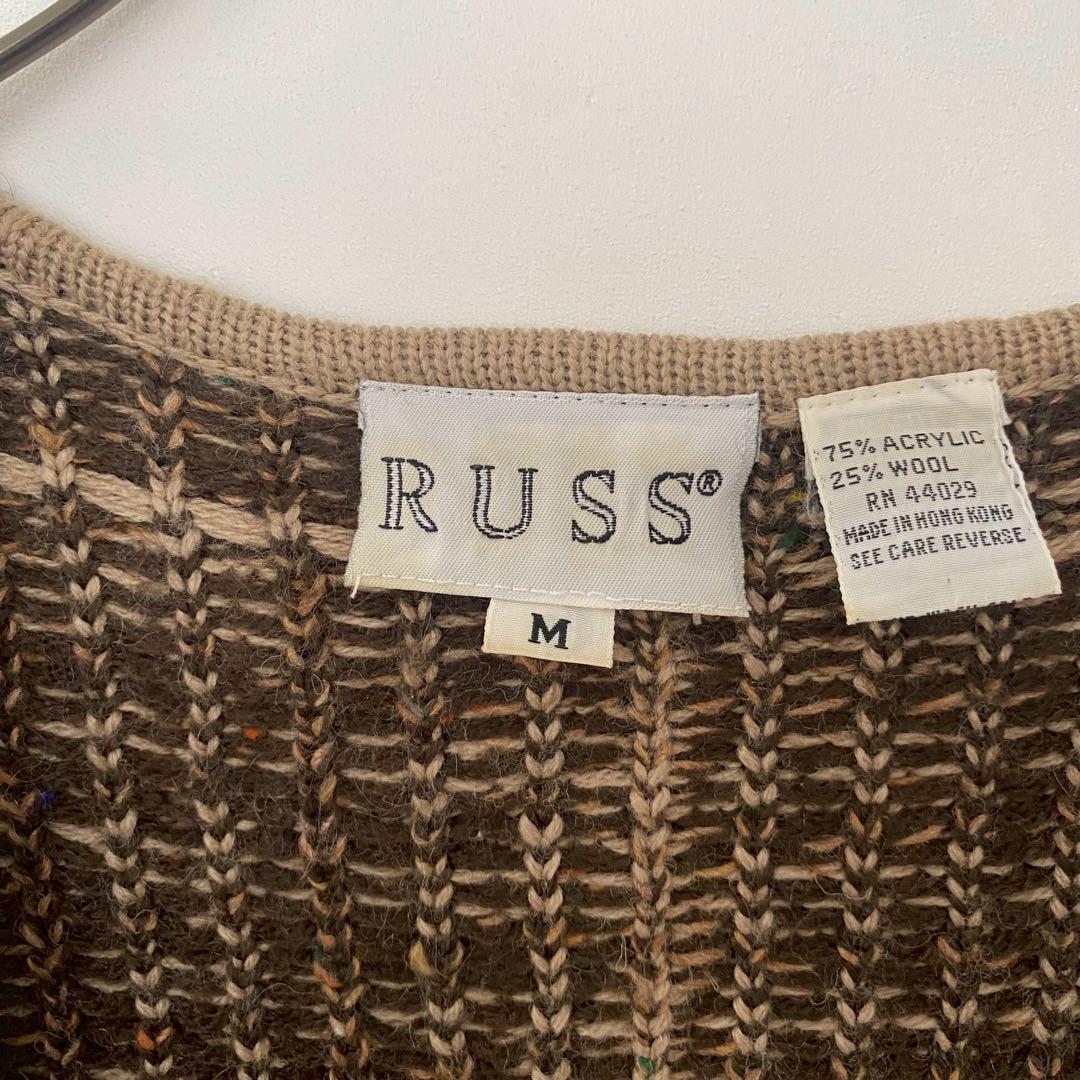 RUSS®
M
75% ACRYLIC
25% WOOL
RN 44029
MADE IN HONG KONG
SEE CARE REVERSE